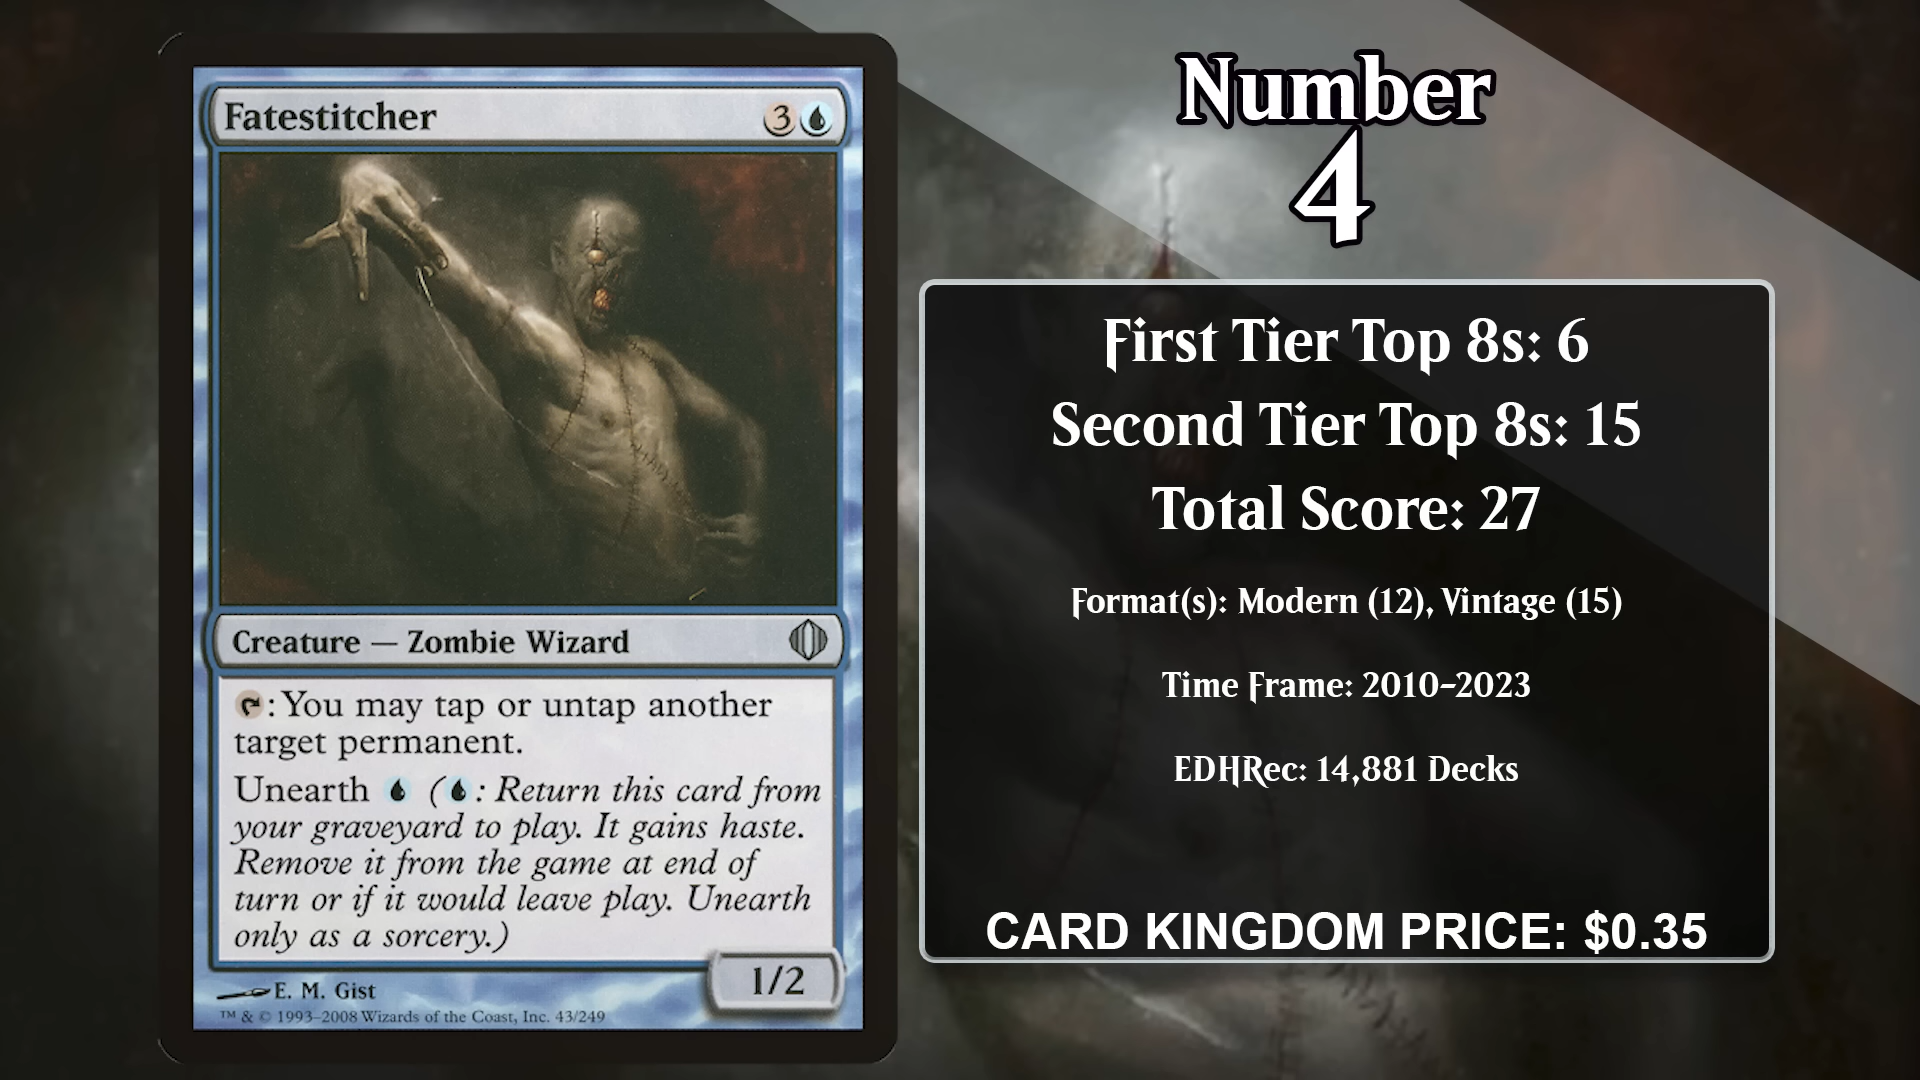 Fatestitcher
3
Creature — Zombie Wizard
: You may tap or untap another
target permanent.
Unearth ( : Return this card from
your graveyard to play. It gains haste.
Remove it from the game at end of
turn or if it would leave play. Unearth
only as a sorcery.)
1/2
E. M. Gist
™ & © 1993–2008 Wizards of the Coast, Inc. 43/249
Number
4
First Tier Top 8s: 6
Second Tier Top 8s: 15
Total Score: 27
Format(s): Modern (12), Vintage (15)
Time Frame: 2010–2023
EDHRec: 14,881 Decks
CARD KINGDOM PRICE: $0.35